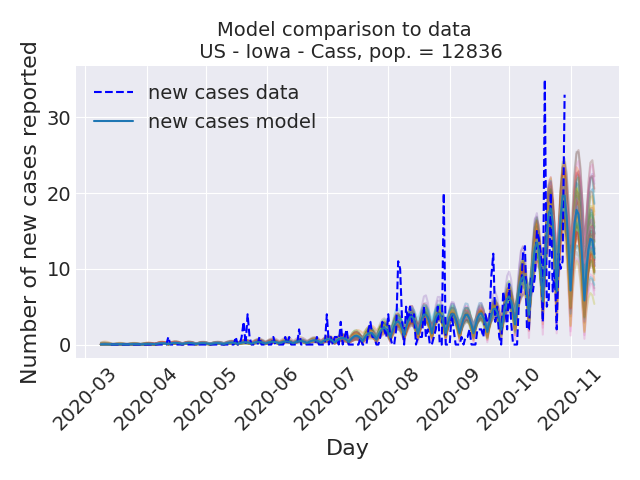 Model comparison to data
US - Iowa - Cass, pop. = 12836
Number of new cases reported
new cases data
new cases model
30
20
10
0
2020-03
2020-04
2020-05
2020-06
2020-07
2020-08
2020-09
2020-10
2020-11
Day